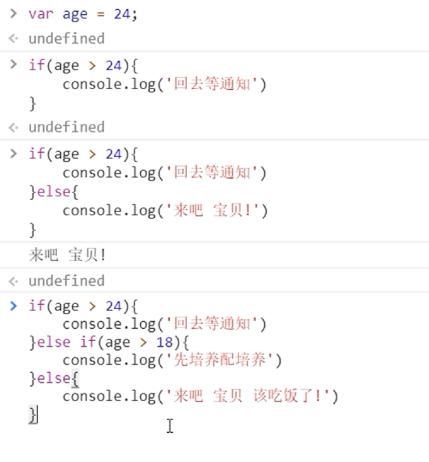 > var age = 24;
<· undefined
> if(age > 24){
console.log('回去等通知')
}
<· undefined
> if(age > 24){
console.log('回去等通知')
}else{
console.log('来吧 宝贝!')
}
来吧 宝贝!
<· undefined
> if(age > 24){
console.log('回去等通知')
}else if(age > 18){
console.log('先培养配培养')
}else{
console.log('来吧 宝贝 该吃饭了!')
}